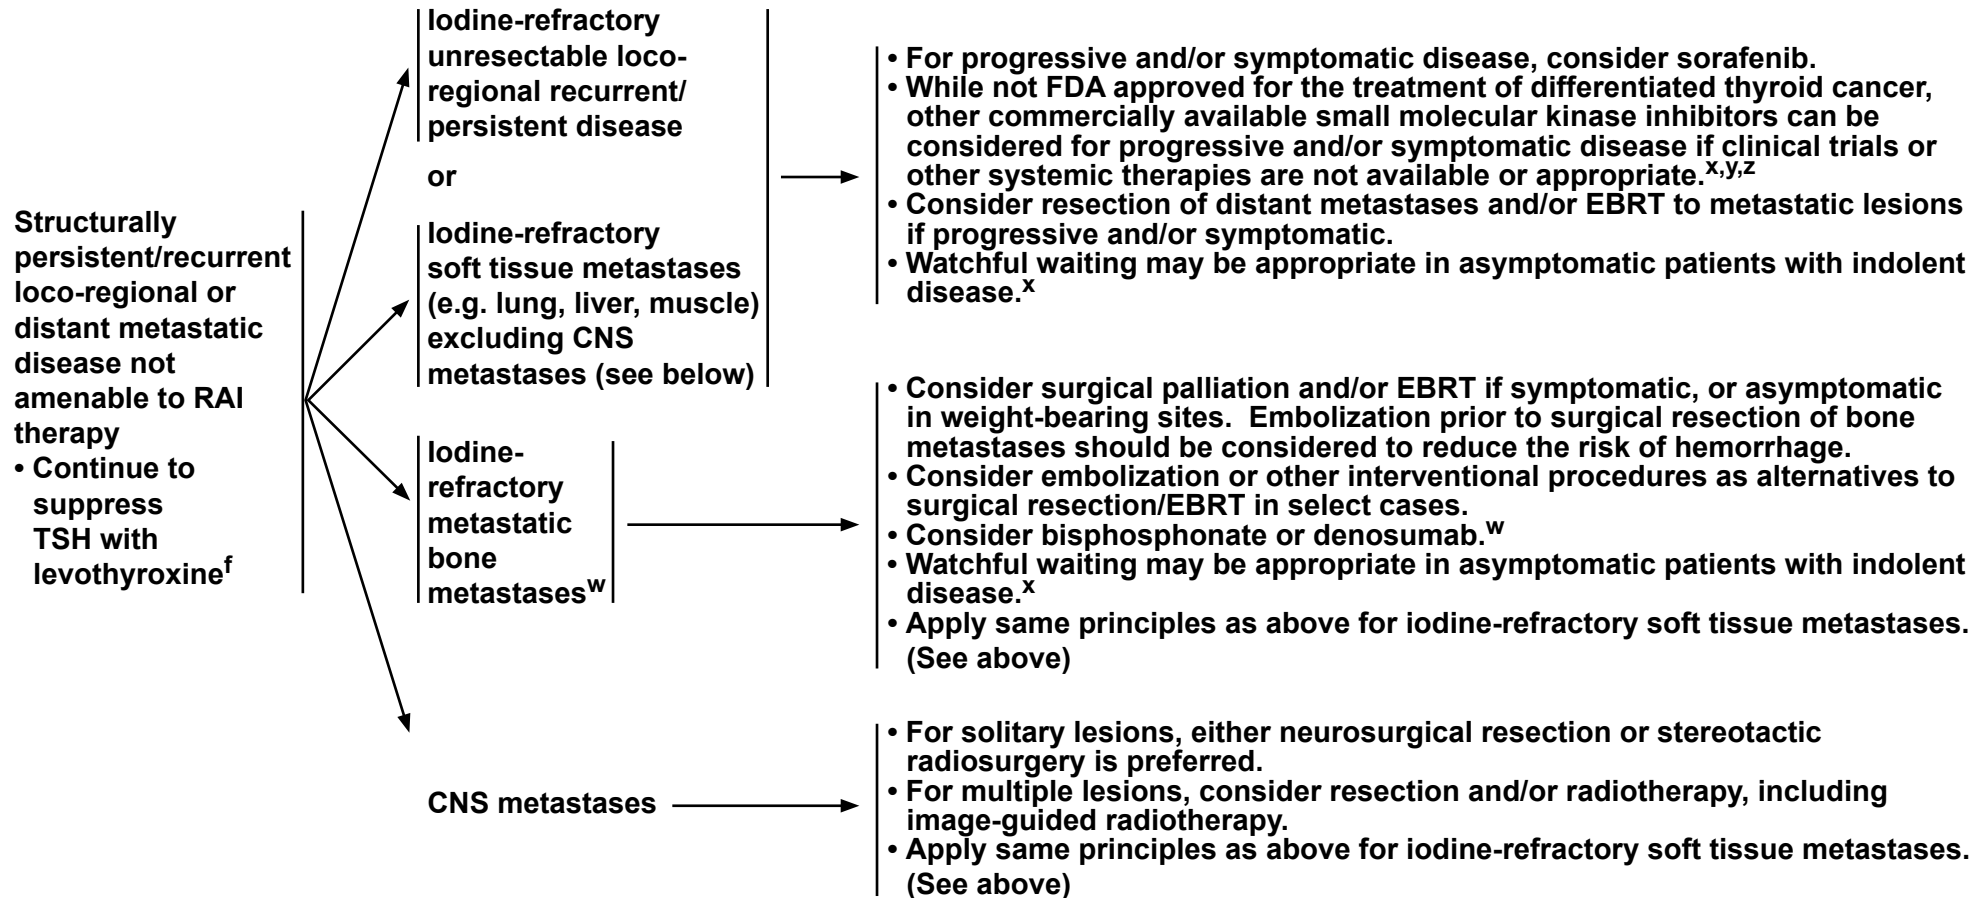 Structurally
persistent/recurrent
loco-regional or
distant metastatic
disease not
amenable to RAI
therapy
• Continue to
suppress
TSH with
levothyroxinef
Iodine-refractory
unresectable loco-
regional recurrent/
persistent disease
or
Iodine-refractory
soft tissue metastases
(e.g. lung, liver, muscle)
excluding CNS
metastases (see below)
• For progressive and/or symptomatic disease, consider sorafenib.
• While not FDA approved for the treatment of differentiated thyroid cancer,
other commercially available small molecular kinase inhibitors can be
considered for progressive and/or symptomatic disease if clinical trials or
other systemic therapies are not available or appropriate.x,y,z
• Consider resection of distant metastases and/or EBRT to metastatic lesions
if progressive and/or symptomatic.
• Watchful waiting may be appropriate in asymptomatic patients with indolent
disease.x
Iodine-
refractory
metastatic
bone
metastasesw
• Consider surgical palliation and/or EBRT if symptomatic, or asymptomatic
in weight-bearing sites. Embolization prior to surgical resection of bone
metastases should be considered to reduce the risk of hemorrhage.
• Consider embolization or other interventional procedures as alternatives to
surgical resection/EBRT in select cases.
• Consider bisphosphonate or denosumab.w
• Watchful waiting may be appropriate in asymptomatic patients with indolent
disease.x
• Apply same principles as above for iodine-refractory soft tissue metastases.
(See above)
CNS metastases
• For solitary lesions, either neurosurgical resection or stereotactic
radiosurgery is preferred.
• For multiple lesions, consider resection and/or radiotherapy, including
image-guided radiotherapy.
• Apply same principles as above for iodine-refractory soft tissue metastases.
(See above)